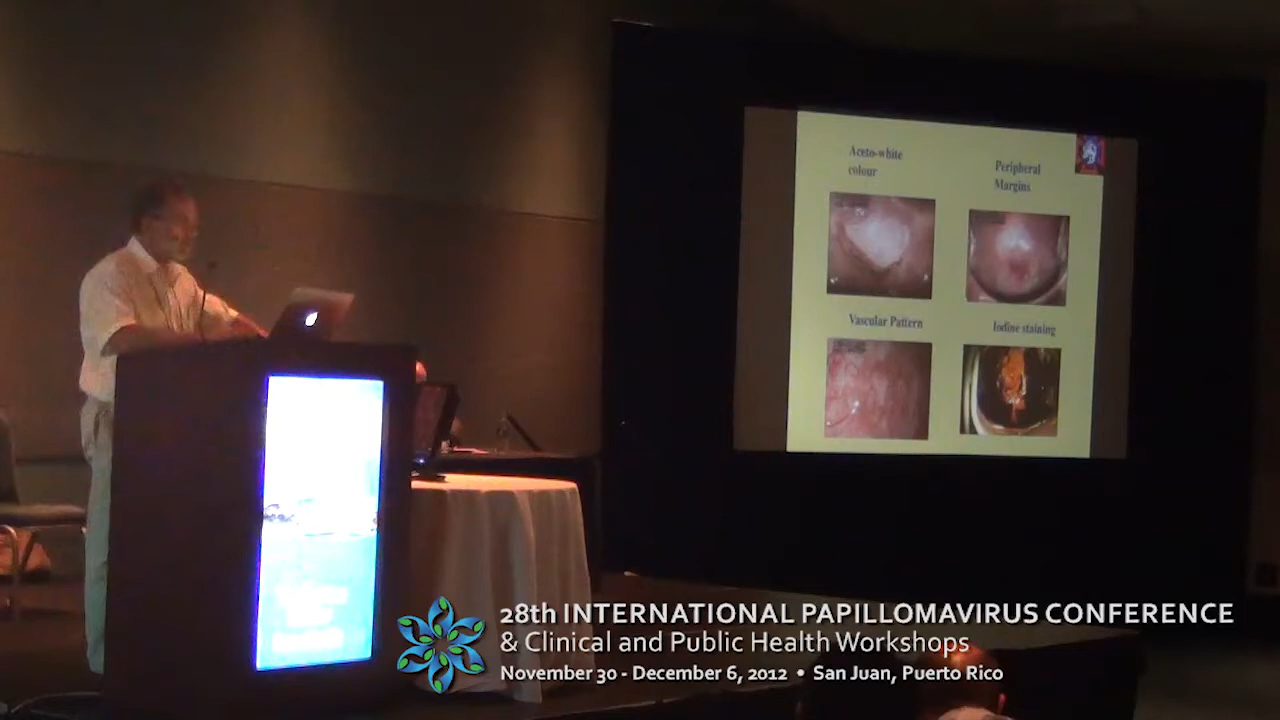 Aceto-white
colour
Peripheral
Margins
Vascular Pattern
Iodine staining
28th INTERNATIONAL PAPILLOMAVIRUS CONFERENCE
& Clinical and Public Health Workshops
November 30 - December 6, 2012 • San Juan, Puerto Rico